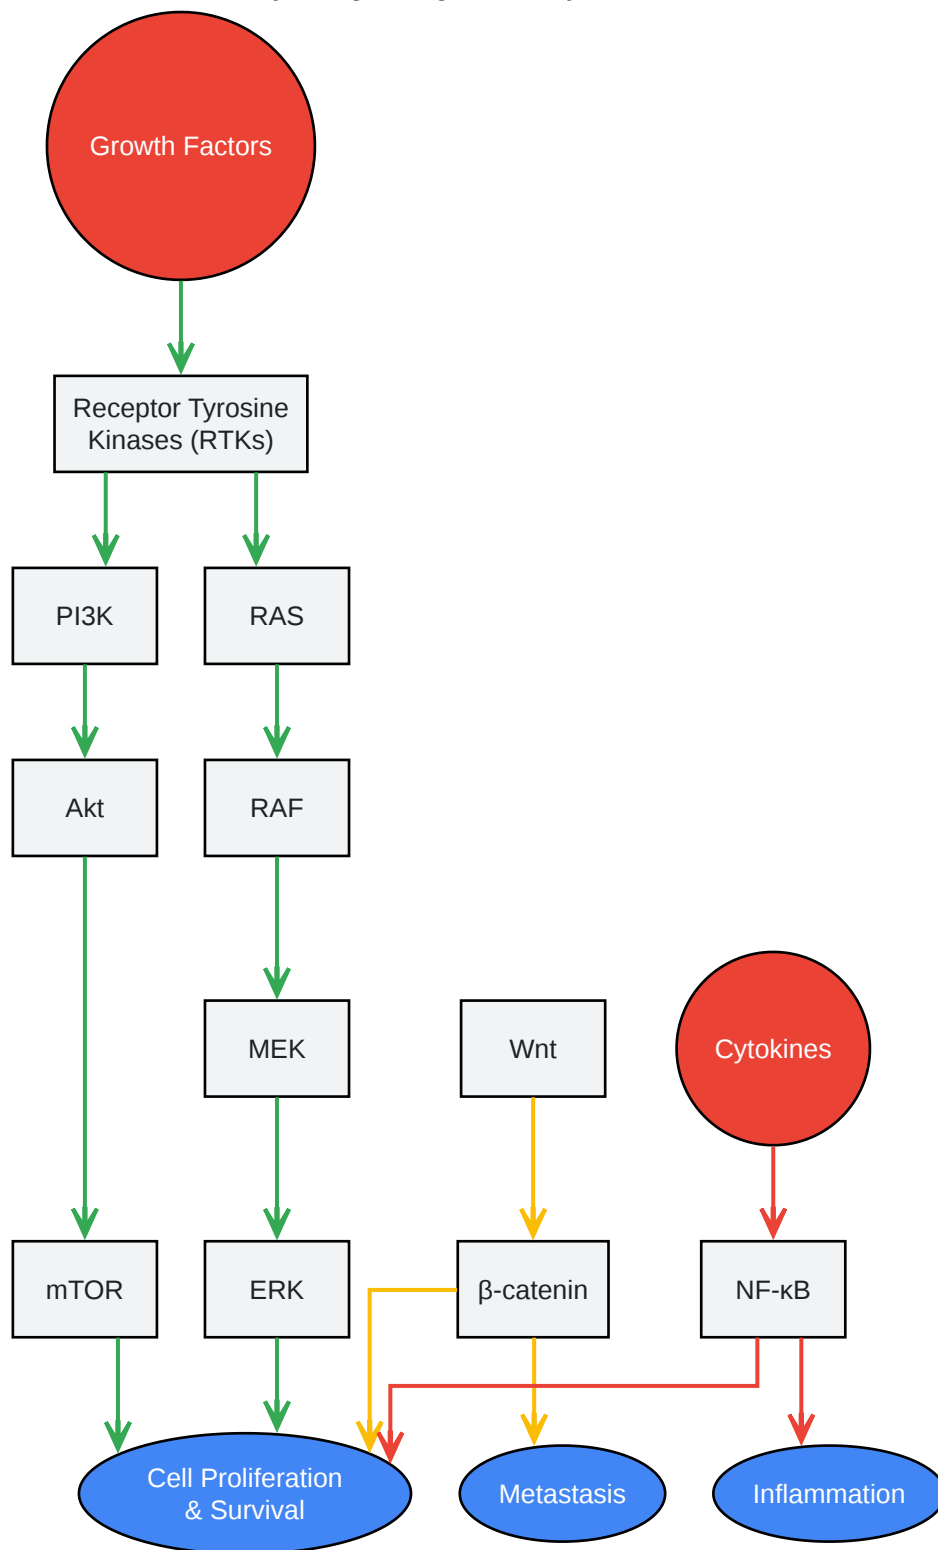 Growth Factors
Receptor Tyrosine
Kinases (RTKs)
PI3K
RAS
Akt
RAF
MEK
Wnt
Cytokines
mTOR
ERK
β-catenin
NF-κB
Cell Proliferation
& Survival
Metastasis
Inflammation